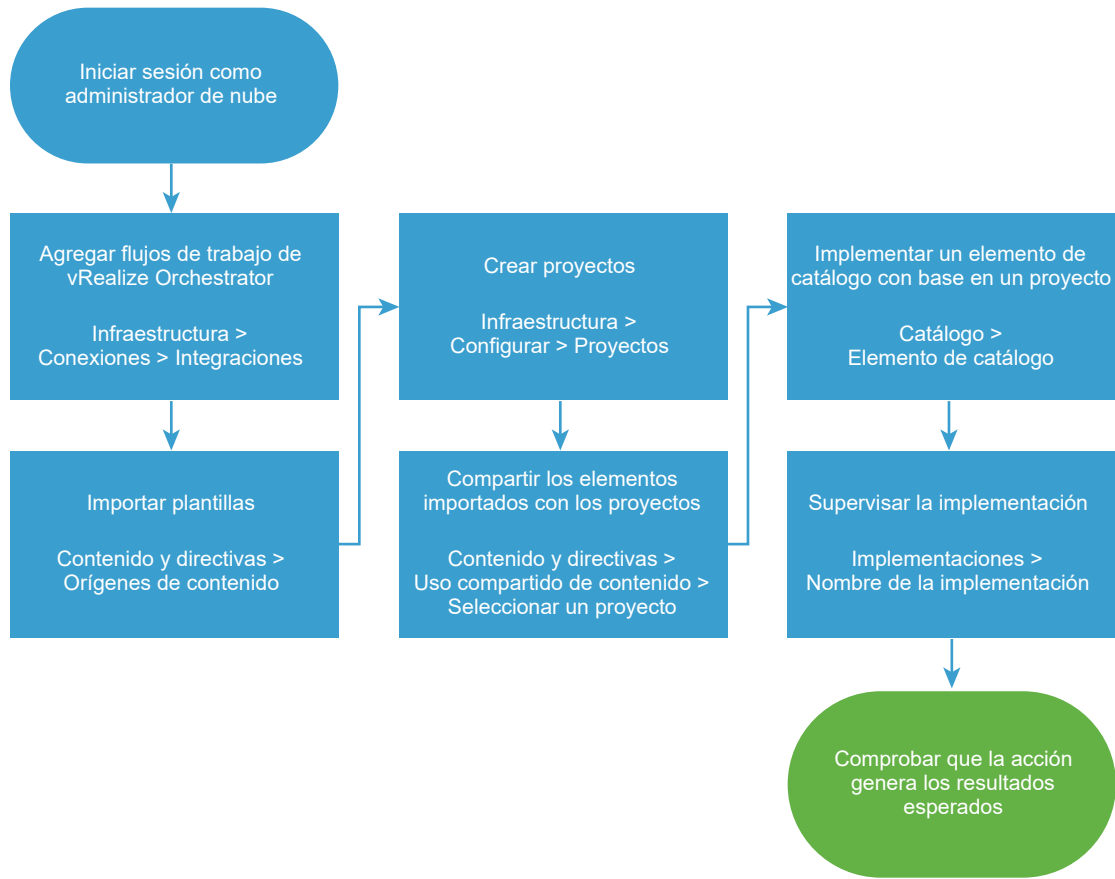 Iniciar sesión como
administrador de nube
Agregar flujos de trabajo de
vRealize Orchestrator
Infraestructura >
Conexiones > Integraciones
Importar plantillas
Contenido y directivas >
Orígenes de contenido
Crear proyectos
Infraestructura >
Configurar > Proyectos
Compartir los elementos
importados con los proyectos
Contenido y directivas >
Uso compartido de contenido >
Seleccionar un proyecto
Implementar un elemento de
catálogo con base en un proyecto
Catálogo >
Elemento de catálogo
Supervisar la implementación
Implementaciones >
Nombre de la implementación
Comprobar que la acción
genera los resultados
esperados